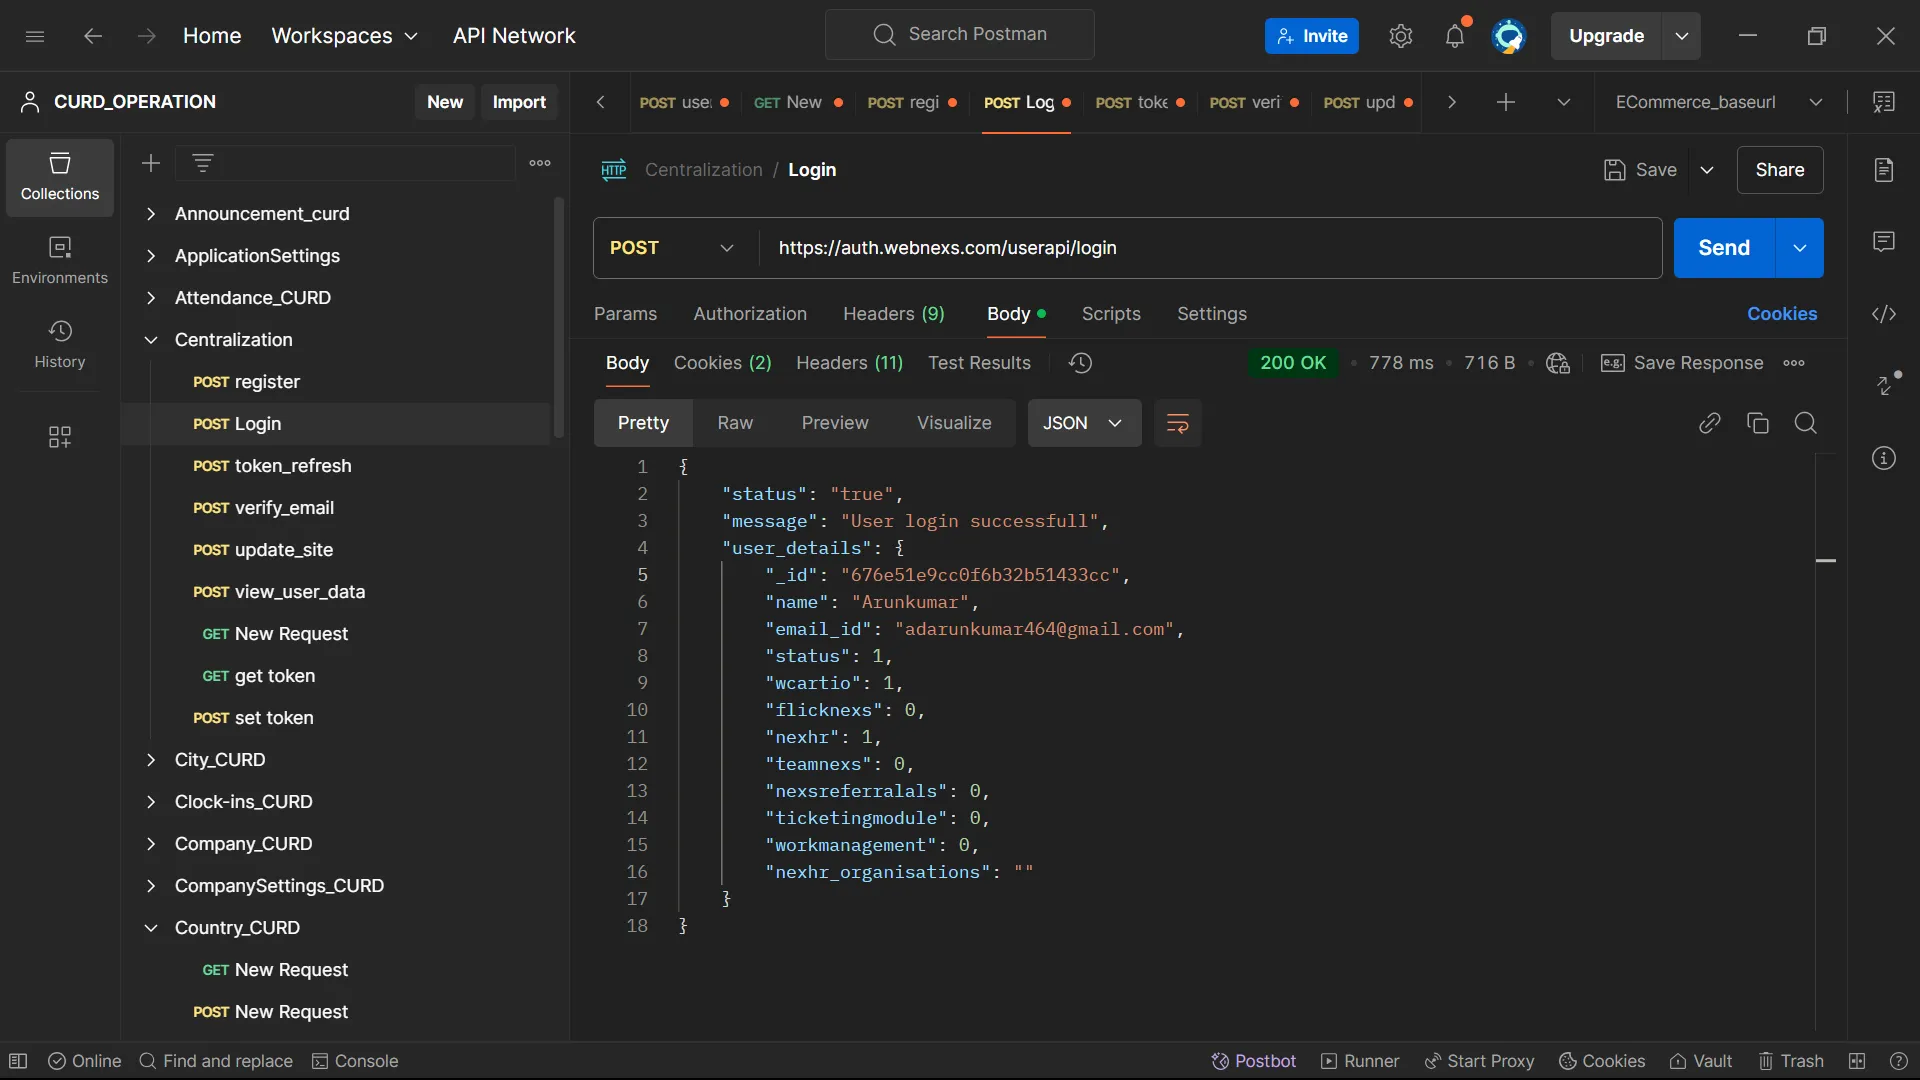 Home Workspaces API Network Search Postman Invite Upgrade
CURD_OPERATION New Import
POST use POST regi GET New POST Log POST toke POST veri POST upd ECommerce_baseurl
Collections
Environments
History
Announcement_curd
ApplicationSettings
Attendance_CURD
Centralization
POST register
POST Login
POST token_refresh
POST verify_email
POST update_site
POST view_user_data
GET New Request
GET get token
POST set token
City_CURD
Clock-ins_CURD
Company_CURD
CompanySettings_CURD
Country_CURD
GET New Request
POST New Request
HTTP Centralization / Login Save Share
POST https://auth.webnexs.com/userapi/login Send
Params Authorization Headers (9) Body Scripts Settings Cookies
Body Cookies (2) Headers (11) Test Results 200 OK • 778 ms • 716 B e.g. Save Response
Pretty Raw Preview Visualize JSON
1 {
2 "status": "true",
3 "message": "User login successfull",
4 "user_details": {
5 "_id": "676e51e9cc0f6b32b51433cc",
6 "name": "Arunkumar",
7 "email_id": "adarunkumar464@gmail.com",
8 "status": 1,
9 "wcartio": 1,
10 "flicknexs": 0,
11 "nexhr": 1,
12 "teamnexs": 0,
13 "nexsreferralals": 0,
14 "ticketingmodule": 0,
15 "workmanagement": 0,
16 "nexhr_organisations": ""
17 }
18 }
Online Find and replace Console Postbot Runner Start Proxy Cookies Vault Trash